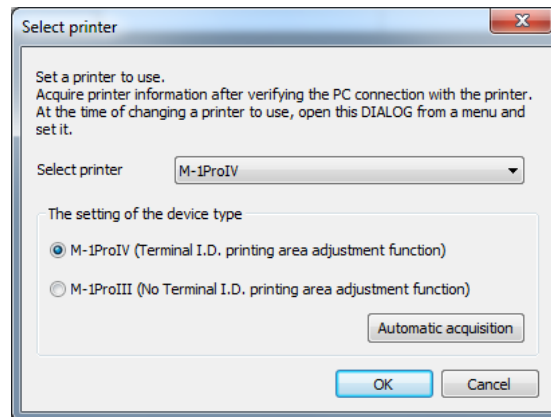 Select printer
Set a printer to use.
Acquire printer information after verifying the PC connection with the printer.
At the time of changing a printer to use, open this DIALOG from a menu and
set it.
Select printer M-1ProIV
The setting of the device type
M-1ProIV (Terminal I.D. printing area adjustment function)
M-1ProIII (No Terminal I.D. printing area adjustment function)
Automatic acquisition
OK Cancel